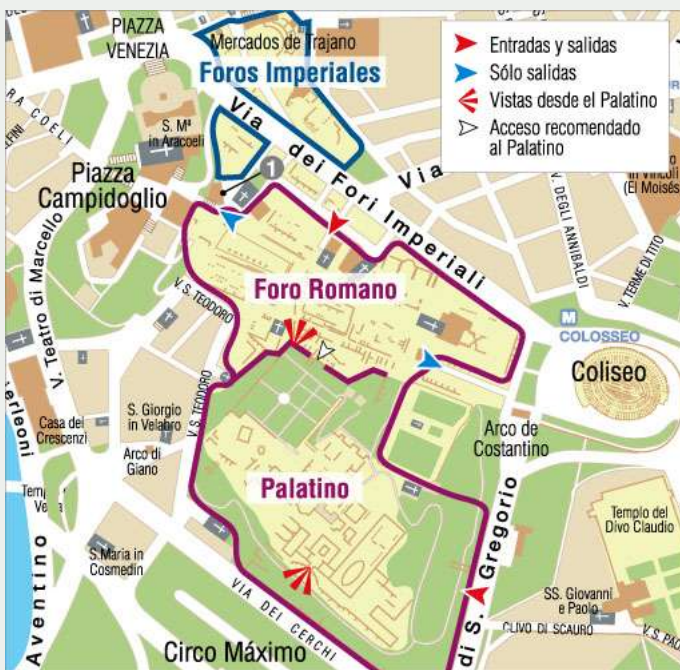 PIAZZA
VENEZIA
Mercados de Trajano
Foros Imperiales
Entradas y salidas
Sólo salidas
Vistas desde el Palatino
Acceso recomendado
al Palatino
S. Mª
in Aracoeli
Via dei Fori Imperiali
Via
Piazza
Campidoglio
1
(El Moisés)
V. DEGLI ANNIBALDI
V. TERME DI TITO
V. Teatro di Marcello
V. S. TEODORO
Foro Romano
M
COLOSSEO
Coliseo
V.S. TEODORO
S. Giorgio
in Velabro
Casa dei
Crescenzi
Arco di
Giano
Arco de
Costantino
Palatino
Templo del
Divo Claudio
S.Maria in
Cosmedin
Aventino
VIA DEI CERCHI
di S. Gregorio
SS. Giovanni
e Paolo
CLIVO DI SCAURO
Circo Máximo